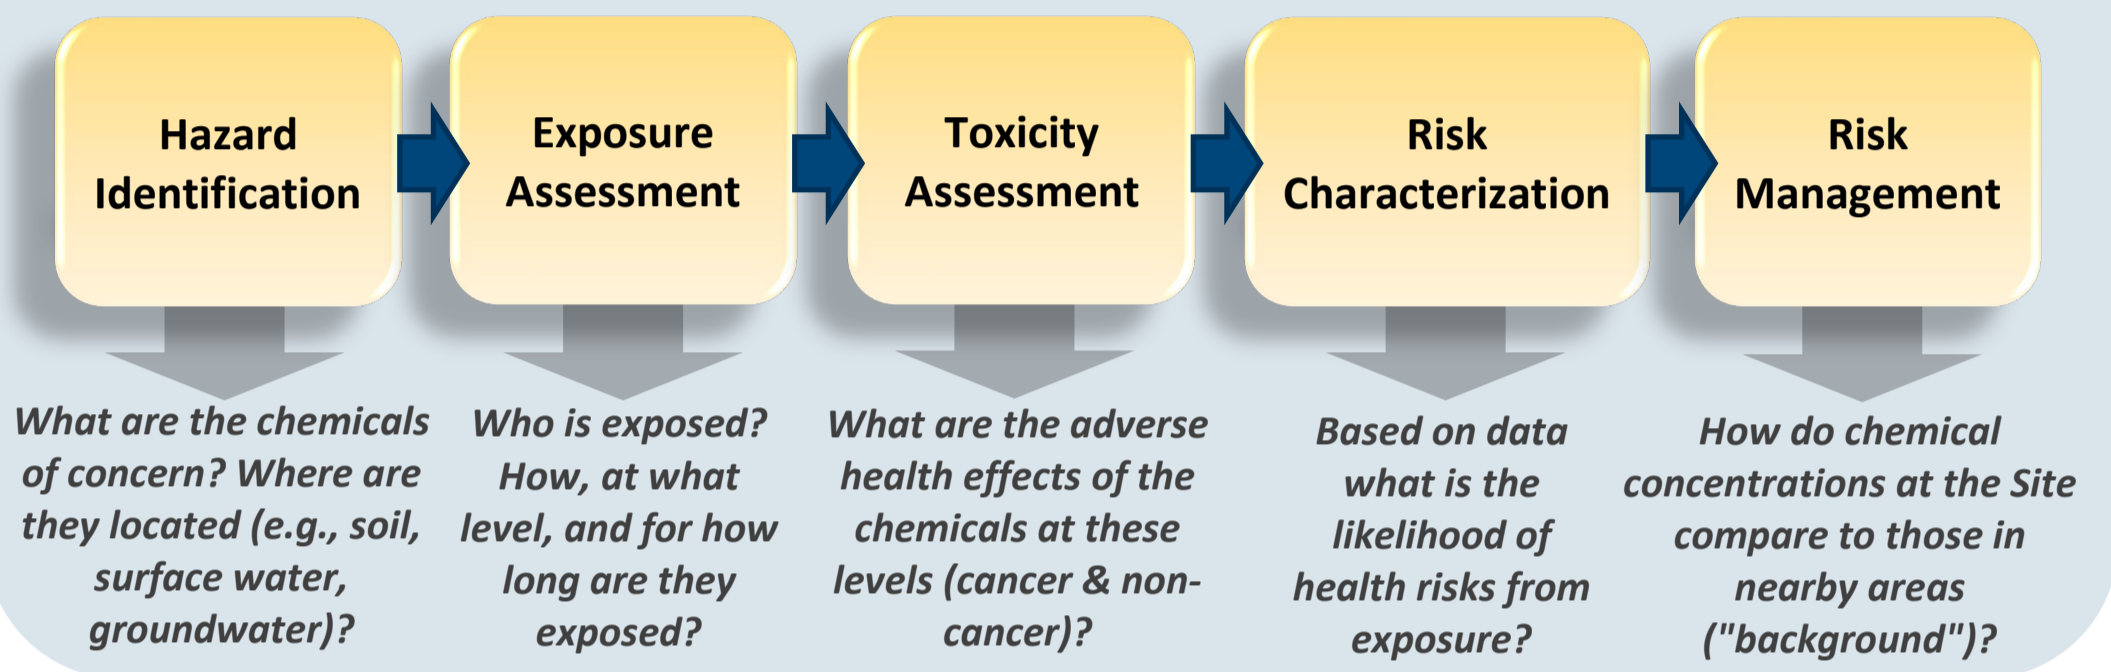 Hazard
Identification
Exposure
Assessment
Toxicity
Assessment
Risk
Characterization
Risk
Management
What are the chemicals
of concern? Where are
they located (e.g., soil,
surface water,
groundwater)?
Who is exposed?
How, at what
level, and for how
long are they
exposed?
What are the adverse
health effects of the
chemicals at these
levels (cancer & non-
cancer)?
Based on data
what is the
likelihood of
health risks from
exposure?
How do chemical
concentrations at the Site
compare to those in
nearby areas
("background")?